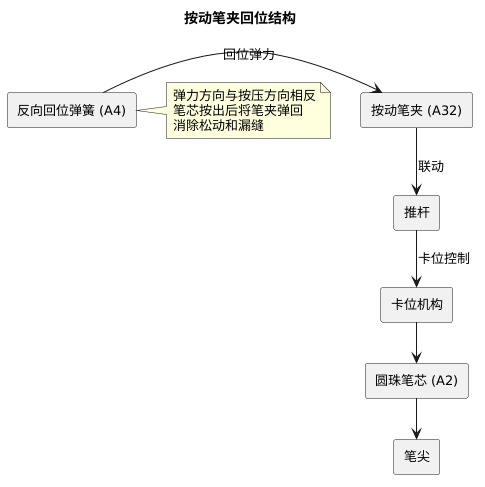 按动笔夹回位结构
回位弹力
反向回位弹簧 (A4)
弹力方向与按压方向相反
笔芯按出后将笔夹弹回
消除松动和漏缝
按动笔夹 (A32)
联动
推杆
卡位控制
卡位机构
圆珠笔芯 (A2)
笔尖